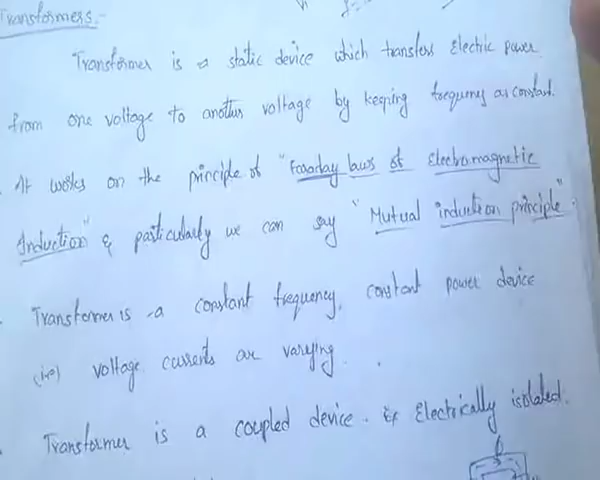 Transformers:-
Transformer is a static device which transfers Electric power
from one voltage to another voltage by keeping frequency as constant.
It works on the principle of "Faraday laws of Electromagnetic
Induction" & particularly we can say "Mutual induction principle".
Transformer is a constant frequency, constant power device
(ie) voltage currents are varying.
Transformer is a coupled device. & Electrically isolated.